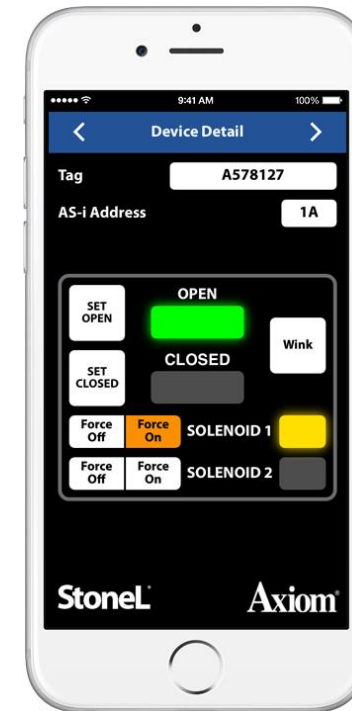 9:41 AM
100%
Device Detail
Tag
A578127
AS-i Address
1A
SET
OPEN
OPEN
Wink
CLOSED
SET
CLOSED
Force
Off
Force
On
SOLENOID 1
Force
Off
Force
On
SOLENOID 2
StoneL
Axiom